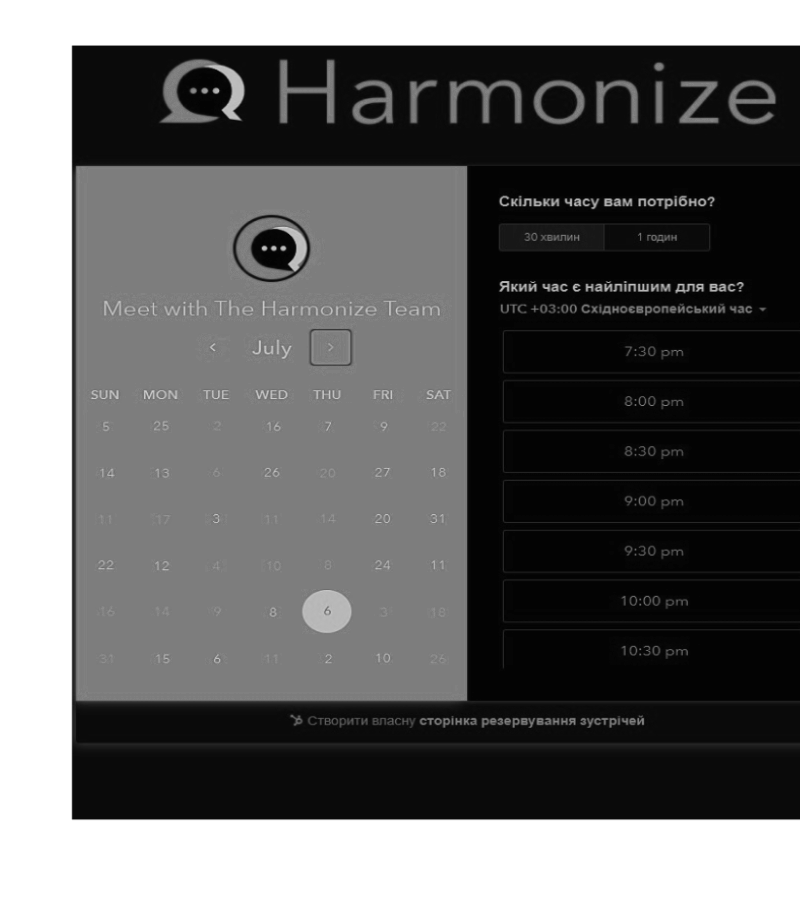 Harmonize
Meet with The Harmonize Team
< July >
SUN MON TUE WED THU FRI SAT
5 25 2 16 7 9 22
14 13 6 26 20 27 18
11 17 3 11 14 20 31
22 12 4 10 8 24 11
16 14 9 8 6 3 18
31 15 6 11 2 10 26
Скільки часу вам потрібно?
30 хвилин 1 годин
Який час є найліпшим для вас?
UTC +03:00 Східноєвропейський час
7:30 pm
8:00 pm
8:30 pm
9:00 pm
9:30 pm
10:00 pm
10:30 pm
Створити власну сторінка резервування зустрічей